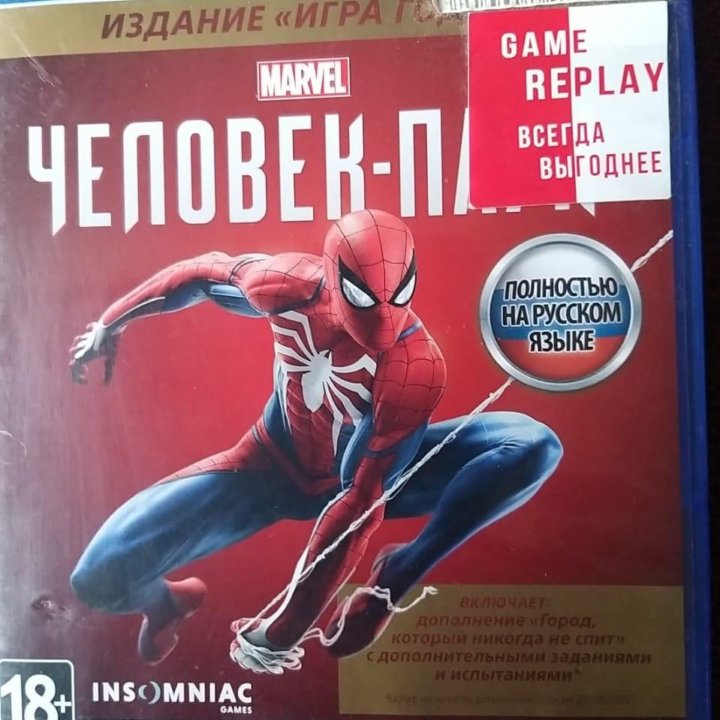 ИЗДАНИЕ «ИГРА
GAME
REPLAY
ВСЕГДА
ВЫГОДНЕЕ
MARVEL
ЧЕЛОВЕК-ПАУК
ПОЛНОСТЬЮ
НА РУССКОМ
ЯЗЫКЕ
ВКЛЮЧАЕТ
дополнение «Город,
который никогда не спит»
с дополнительными заданиями
и испытаниями*
18+
INSOMNIAC
GAMES